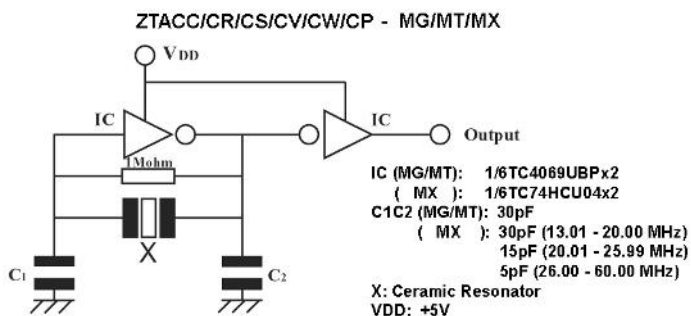 ZTACC/CR/CS/CV/CW/CP - MG/MT/MX
VDD
IC
IC
Output
1Mohm
X
C1
C2
IC (MG/MT): 1/6TC4069UBPx2
( MX ): 1/6TC74HCU04x2
C1C2 (MG/MT): 30pF
( MX ): 30pF (13.01 - 20.00 MHz)
15pF (20.01 - 25.99 MHz)
5pF (26.00 - 60.00 MHz)
X: Ceramic Resonator
VDD: +5V